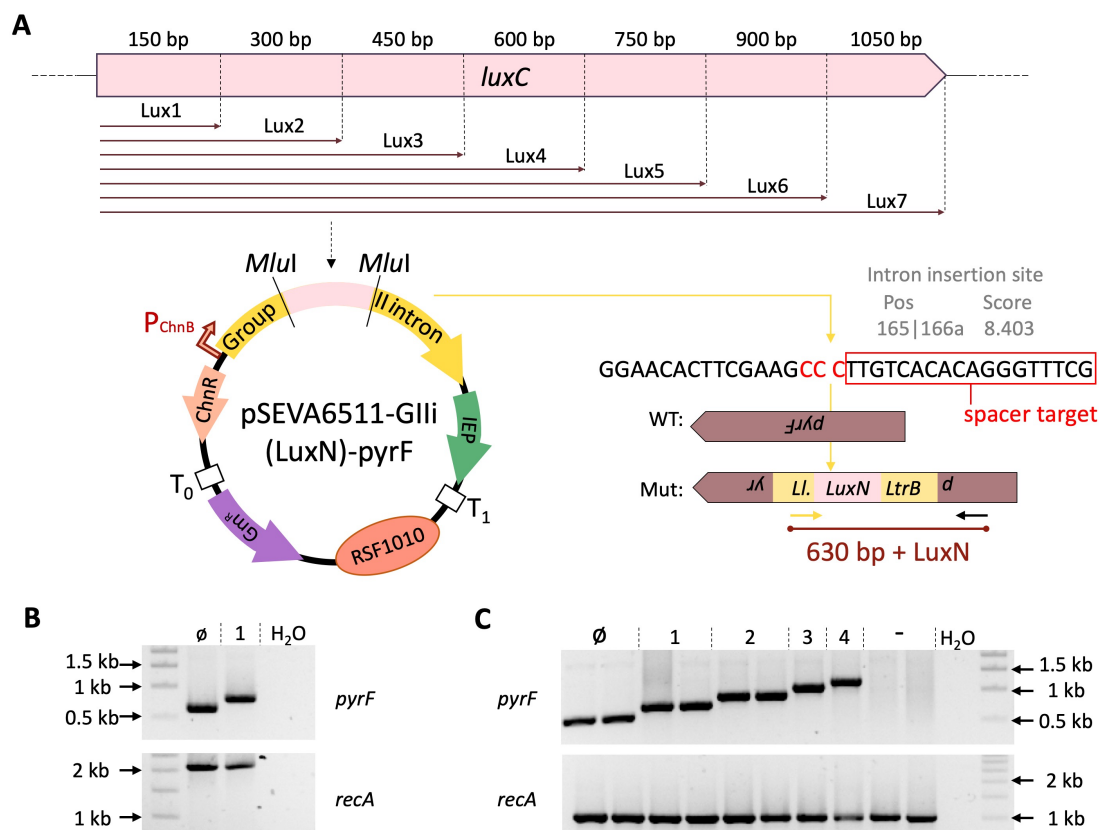 A
150 bp 300 bp 450 bp 600 bp 750 bp 900 bp 1050 bp
luxC
Lux1
Lux2
Lux3
Lux4
Lux5
Lux6
Lux7
MluI MluI
Group II intron
PChnB
ChnR
IEP
pSEVA6511-GIIi
(LuxN)-pyrF
T0
T1
GmR
RSF1010
Intron insertion site
Pos Score
165|166a 8.403
GGAACACTTCGAAGCC CTTGTCACACAGGGTTTCG
spacer target
WT: pyrF
Mut: yr Ll. LuxN LtrB p
630 bp + LuxN
B
ø 1 H2O
1.5 kb
1 kb
0.5 kb
pyrF
2 kb
1 kb
recA
C
Ø 1 2 3 4 - H2O
pyrF
1.5 kb
1 kb
0.5 kb
recA
2 kb
1 kb